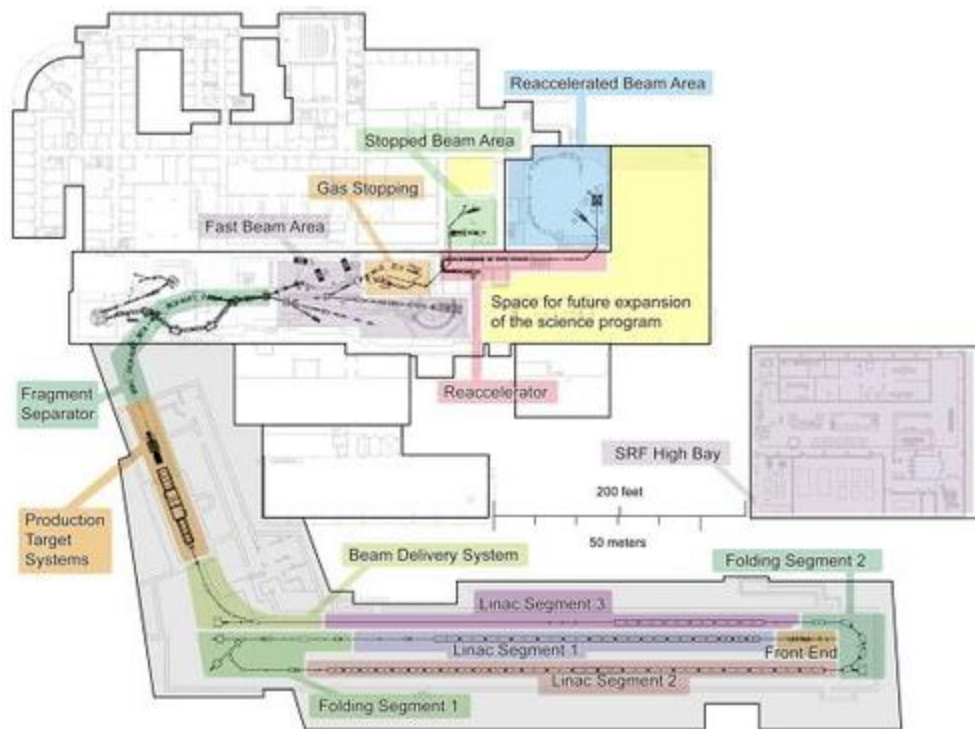 Reaccelerated Beam Area
Stopped Beam Area
Gas Stopping
Fast Beam Area
Space for future expansion
of the science program
Fragment
Separator
Reaccelerator
SRF High Bay
200 feet
50 meters
Production
Target
Systems
Beam Delivery System
Folding Segment 2
Linac Segment 3
Linac Segment 1
Front End
Linac Segment 2
Folding Segment 1